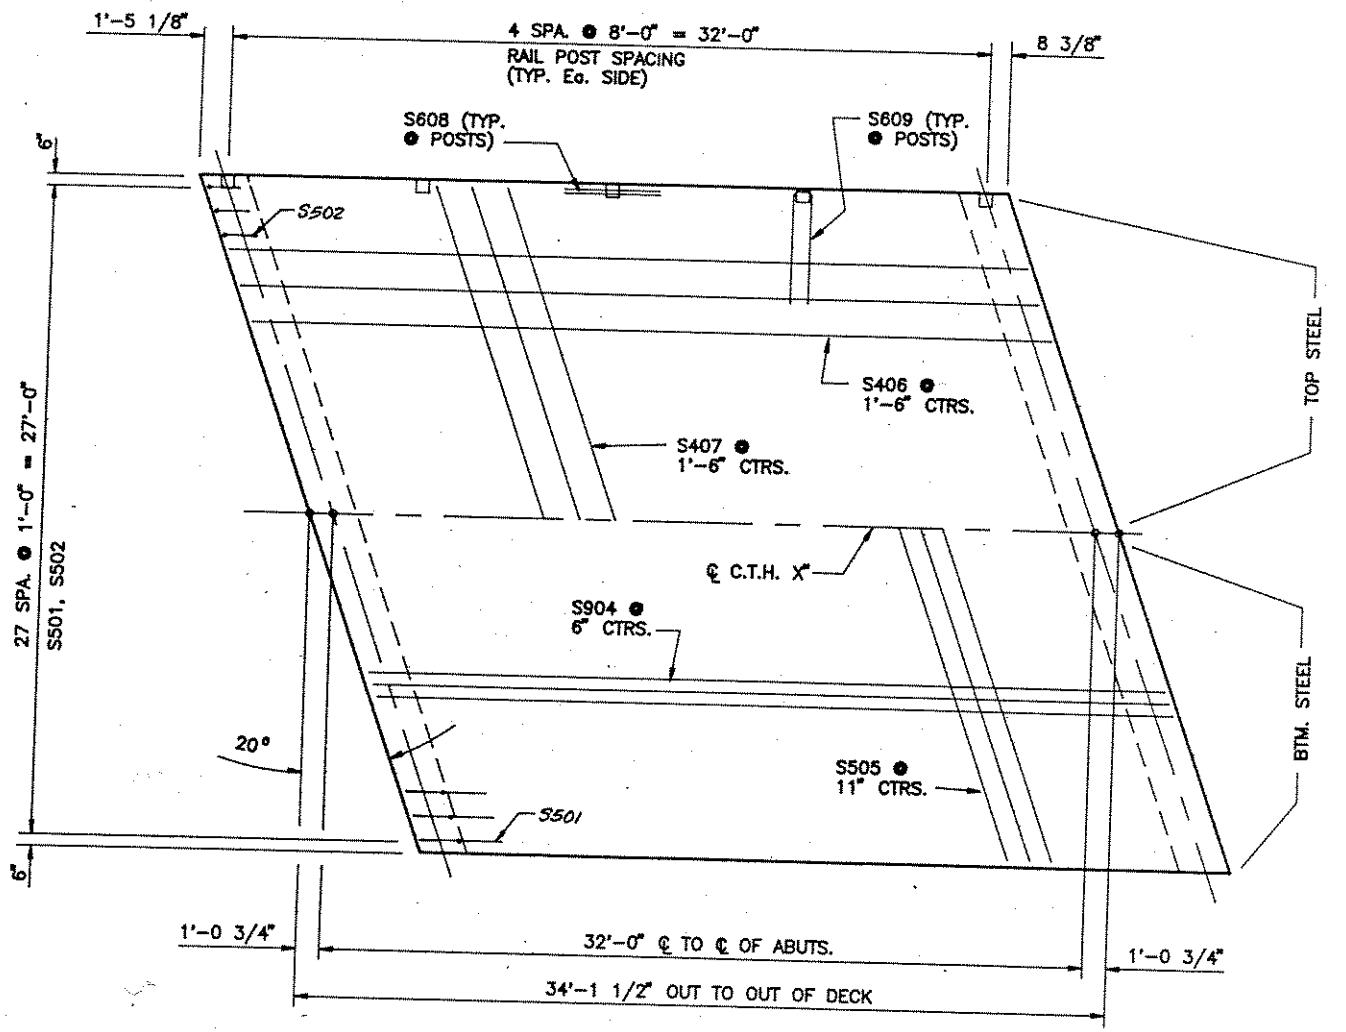 1'-5 1/8"
4 SPA. @ 8'-0" = 32'-0"
RAIL POST SPACING
(TYP. Ea. SIDE)
8 3/8"
S608 (TYP.
@ POSTS)
S609 (TYP.
@ POSTS)
6"
S502
TOP STEEL
S406 @
1'-6" CTRS.
S407 @
1'-6" CTRS.
27 SPA. @ 1'-0" = 27'-0"
S501, S502
℄ C.T.H. X"
S904 @
6" CTRS.
BTM. STEEL
20°
S505 @
11" CTRS.
S501
6"
1'-0 3/4"
32'-0" ℄ TO ℄ OF ABUTS.
1'-0 3/4"
34'-1 1/2" OUT TO OUT OF DECK